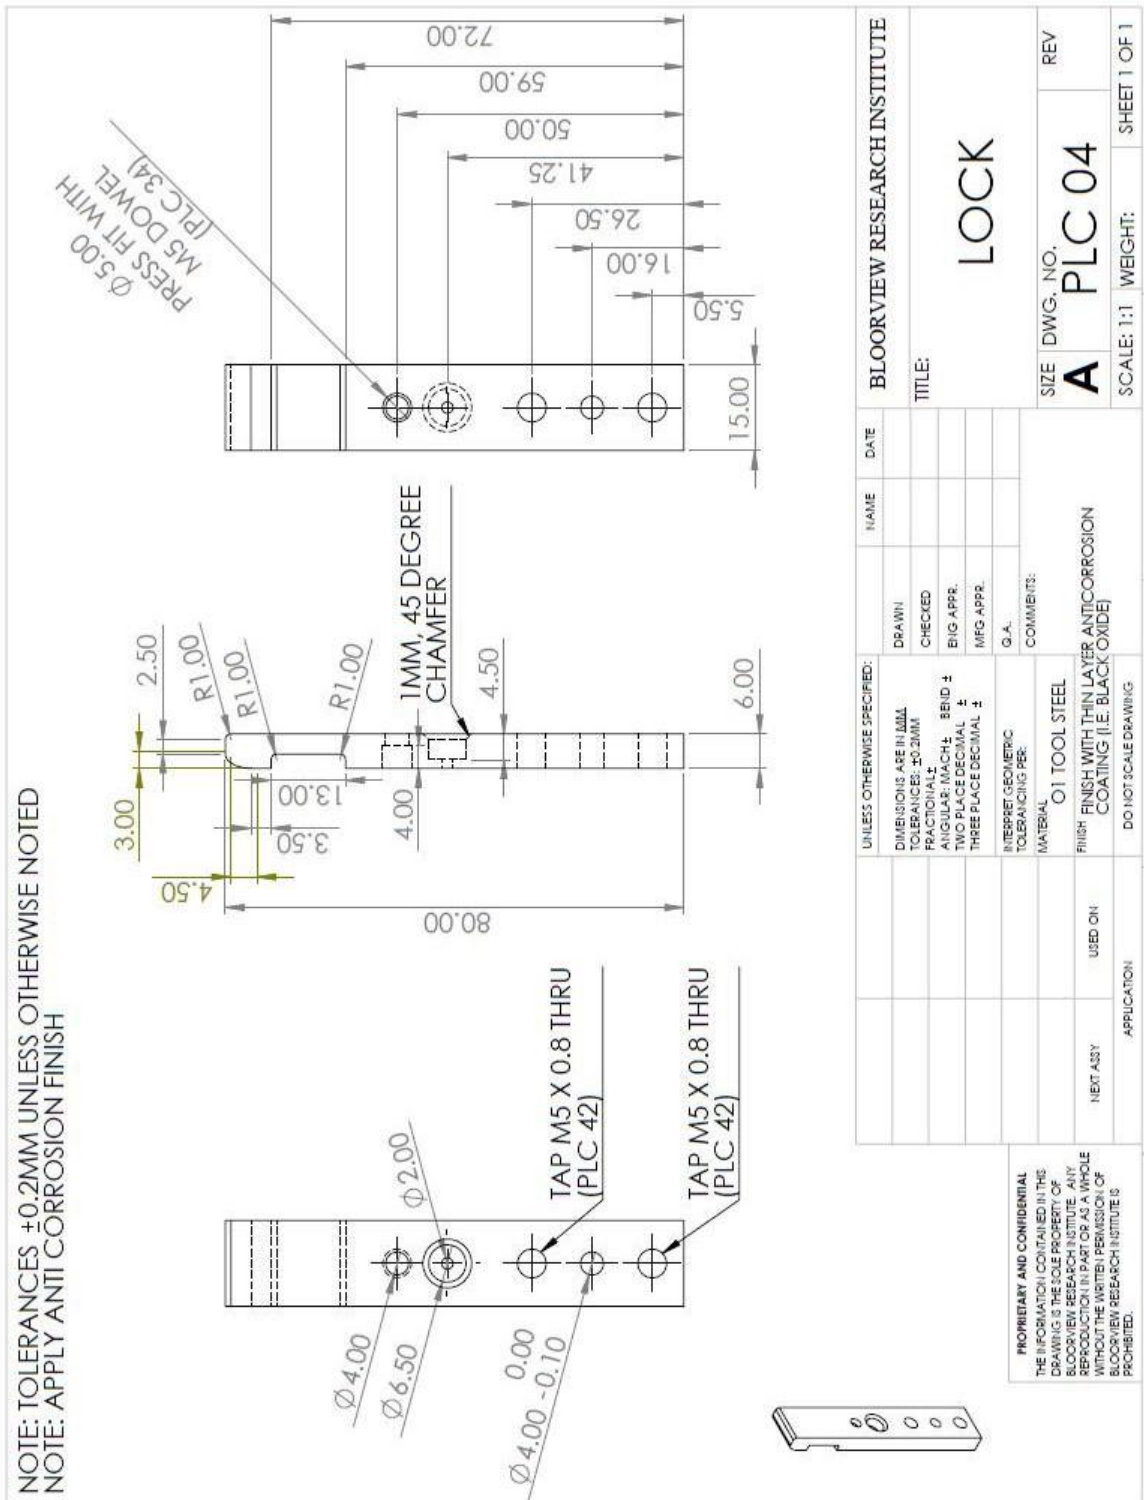 NOTE: TOLERANCES ±0.2MM UNLESS OTHERWISE NOTED
NOTE: APPLY ANTI CORROSION FINISH
Ø4.00
Ø6.50
Ø2.00
0.00
Ø4.00 -0.10
TAP M5 X 0.8 THRU
(PLC 42)
TAP M5 X 0.8 THRU
(PLC 42)
3.00
2.50
4.50
R1.00
R1.00
R1.00
3.50
13.00
80.00
4.00
1MM, 45 DEGREE
CHAMFER
4.50
6.00
Ø5.00
PRESS FIT WITH
M5 DOWEL
(PLC 34)
72.00
59.00
50.00
41.25
26.50
16.00
5.50
15.00
PROPRIETARY AND CONFIDENTIAL
THE INFORMATION CONTAINED IN THIS
DRAWING IS THE SOLE PROPERTY OF
BLOORVIEW RESEARCH INSTITUTE. ANY
REPRODUCTION IN PART OR AS A WHOLE
WITHOUT THE WRITTEN PERMISSION OF
BLOORVIEW RESEARCH INSTITUTE IS
PROHIBITED.
NEXT ASSY
USED ON
APPLICATION
UNLESS OTHERWISE SPECIFIED:
DIMENSIONS ARE IN MM
TOLERANCES: ±0.2MM
FRACTIONAL ±
ANGULAR: MACH ± BEND ±
TWO PLACE DECIMAL ±
THREE PLACE DECIMAL ±
INTERPRET GEOMETRIC
TOLERANCING PER:
MATERIAL
O1 TOOL STEEL
FINISH
FINISH WITH THIN LAYER ANTICORROSION
COATING (I.E. BLACK OXIDE)
DO NOT SCALE DRAWING
NAME
DATE
DRAWN
CHECKED
ENG APPR.
MFG APPR.
Q.A.
COMMENTS:
BLOORVIEW RESEARCH INSTITUTE
TITLE:
LOCK
SIZE
A
DWG. NO.
PLC 04
REV
SCALE: 1:1
WEIGHT:
SHEET 1 OF 1